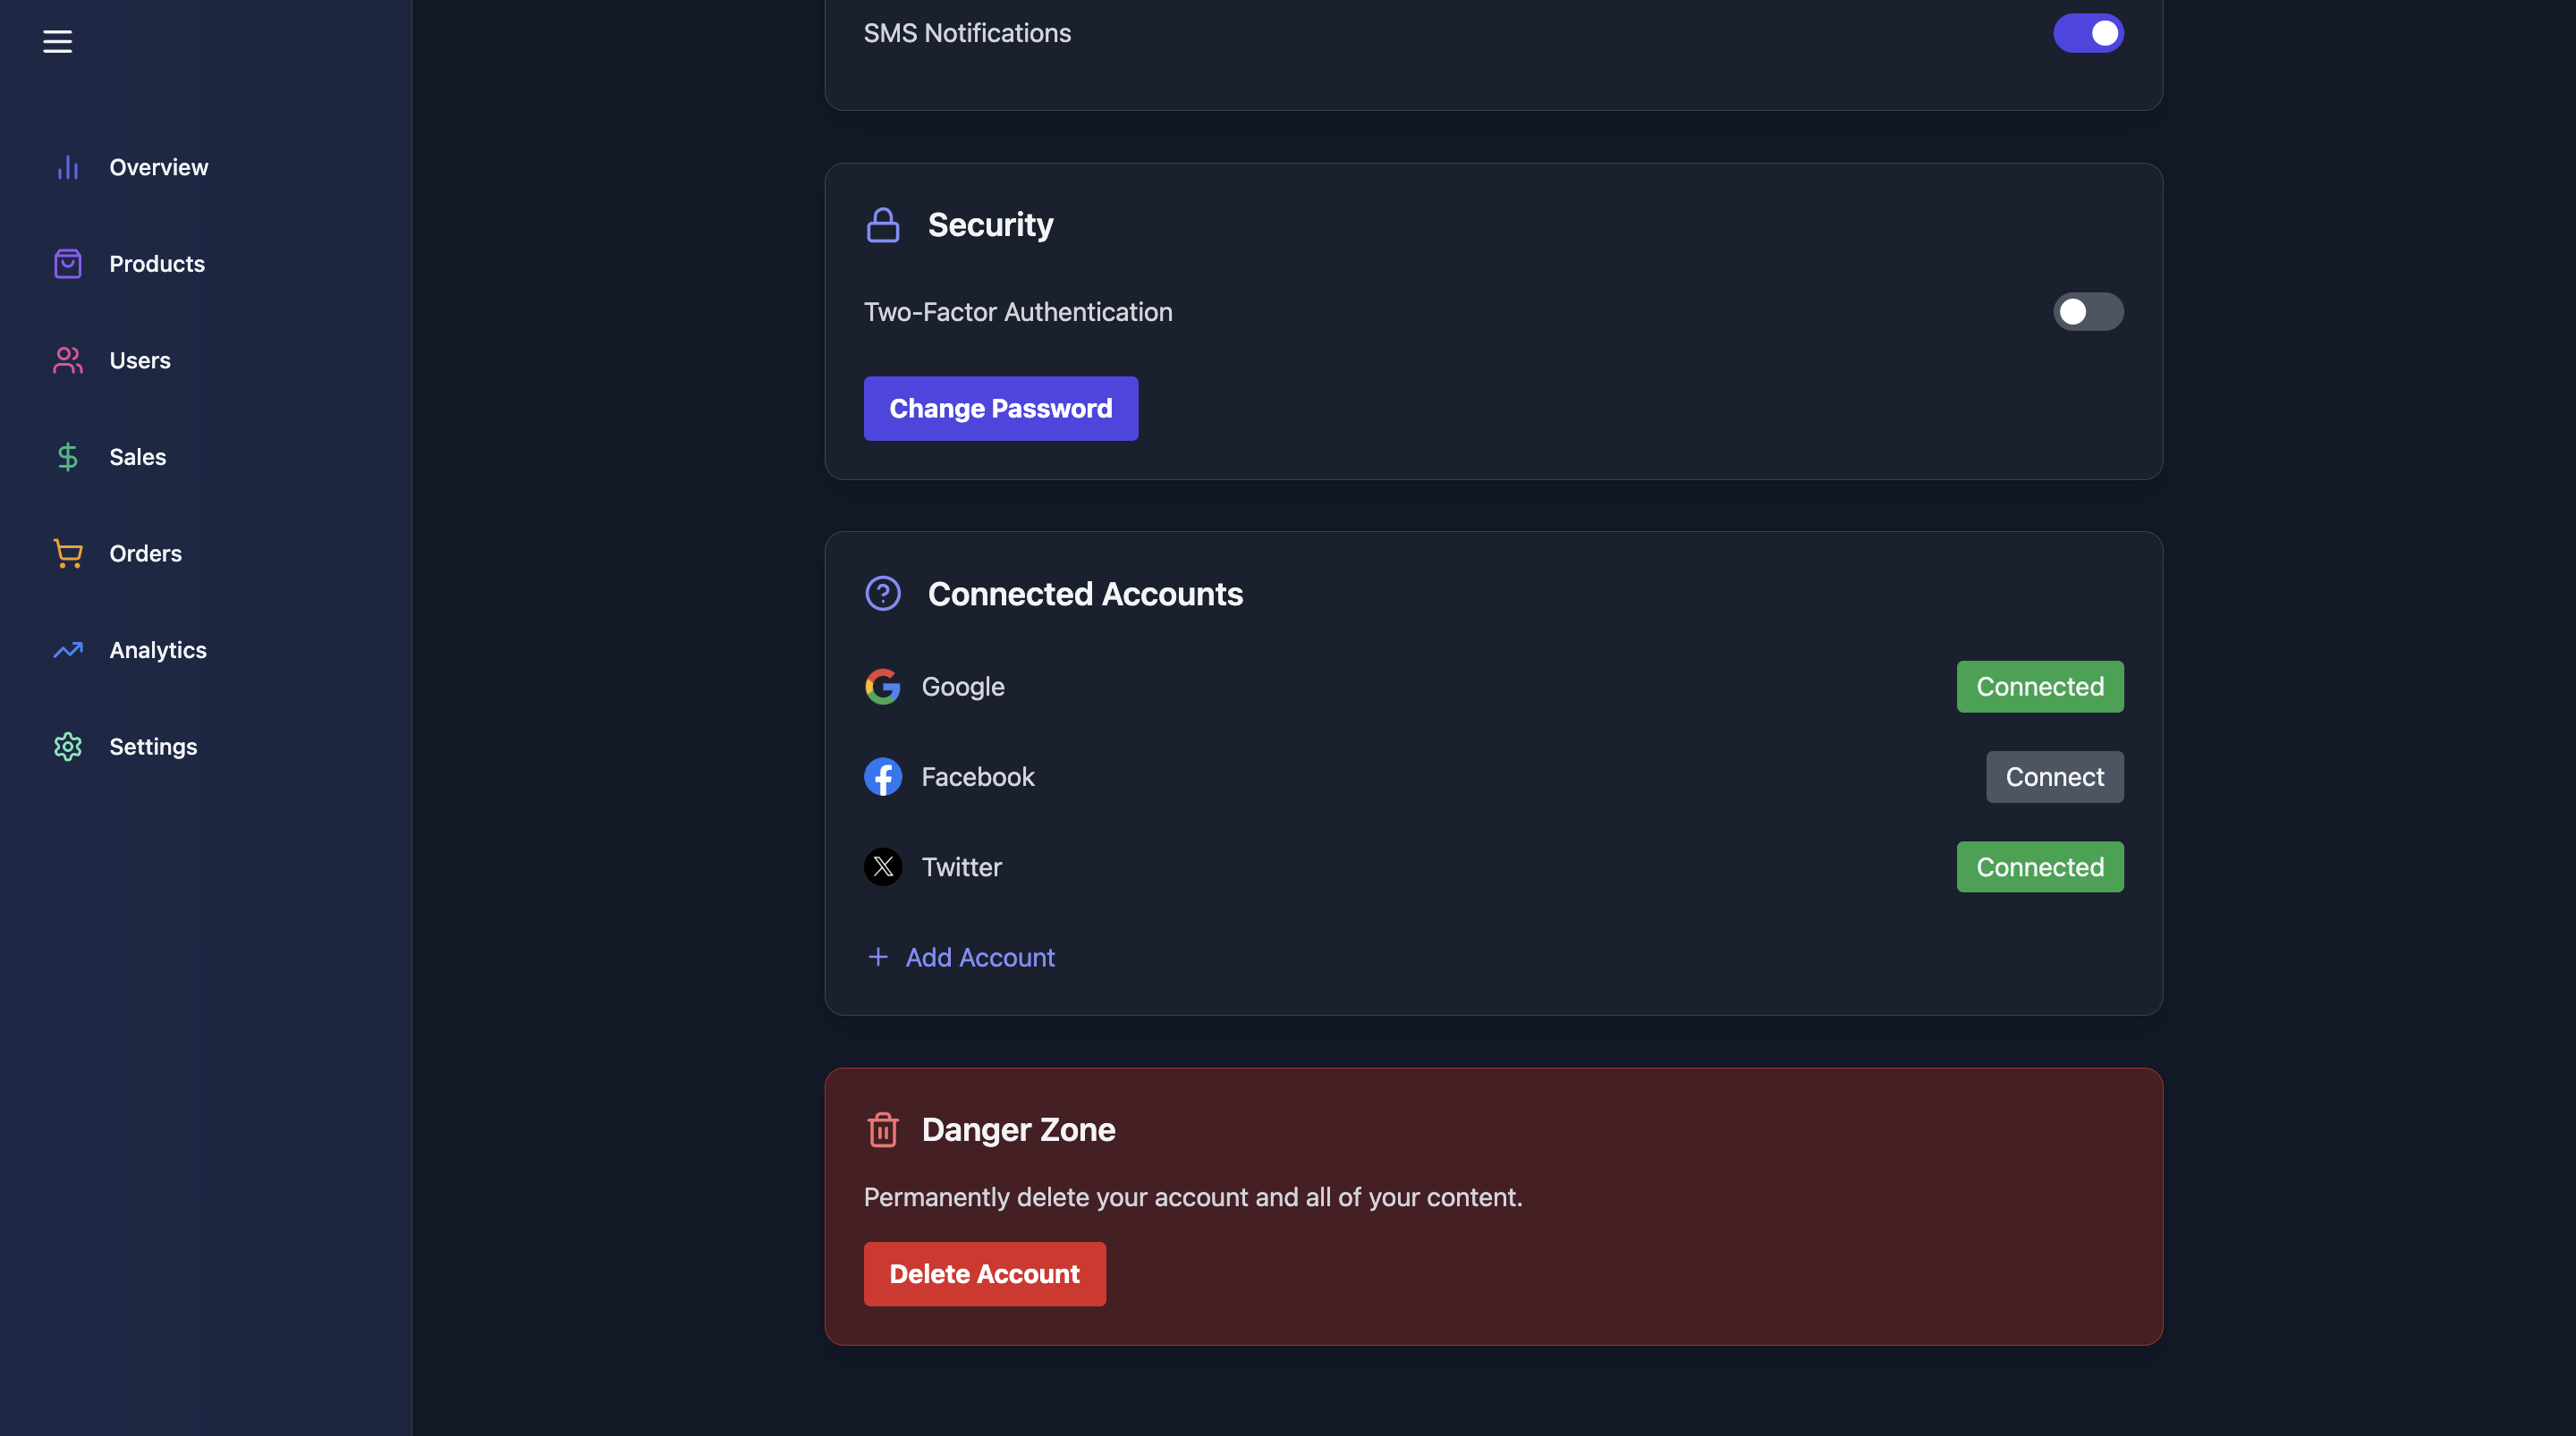 SMS Notifications
Overview
Products
Users
Sales
Orders
Analytics
Settings
Security
Two-Factor Authentication
Change Password
Connected Accounts
Google
Connected
Facebook
Connect
Twitter
Connected
+ Add Account
Danger Zone
Permanently delete your account and all of your content.
Delete Account